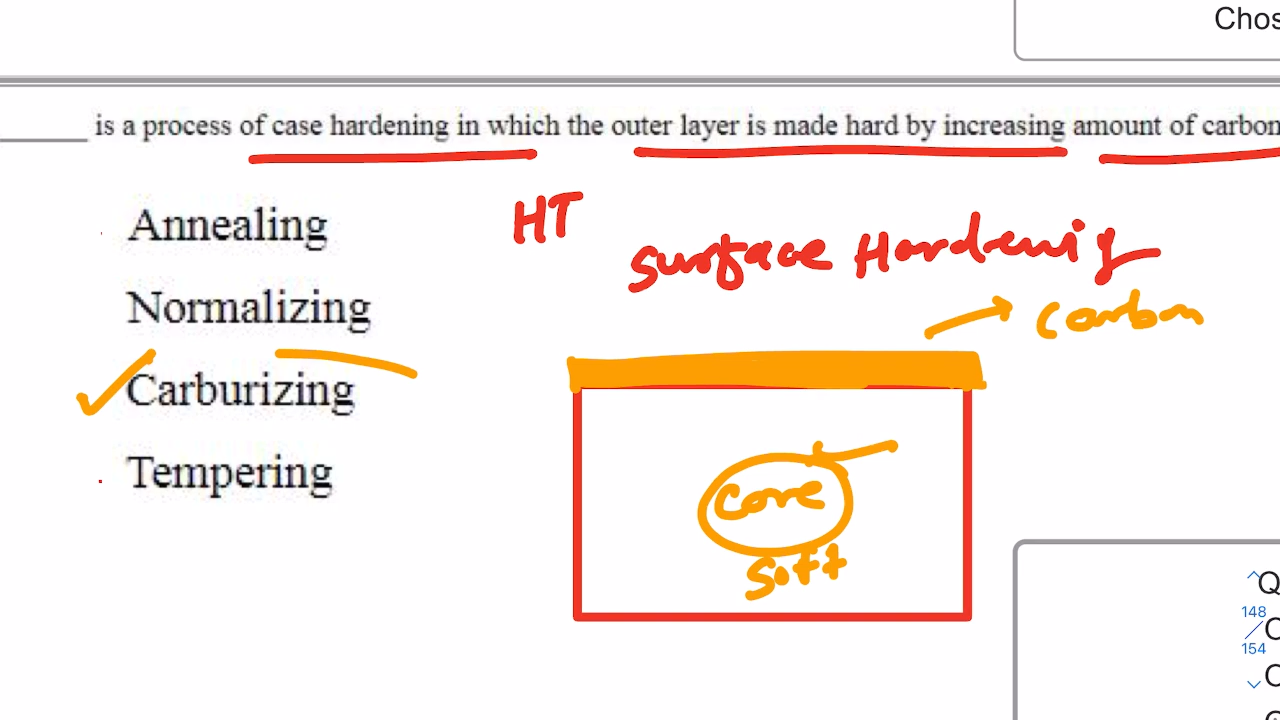 Chos
is a process of case hardening in which the outer layer is made hard by increasing amount of carbon
Annealing
HT
Surface Hardenig
Normalizing
Carbon
Carburizing
Tempering
Core
Soft
Q
148
154